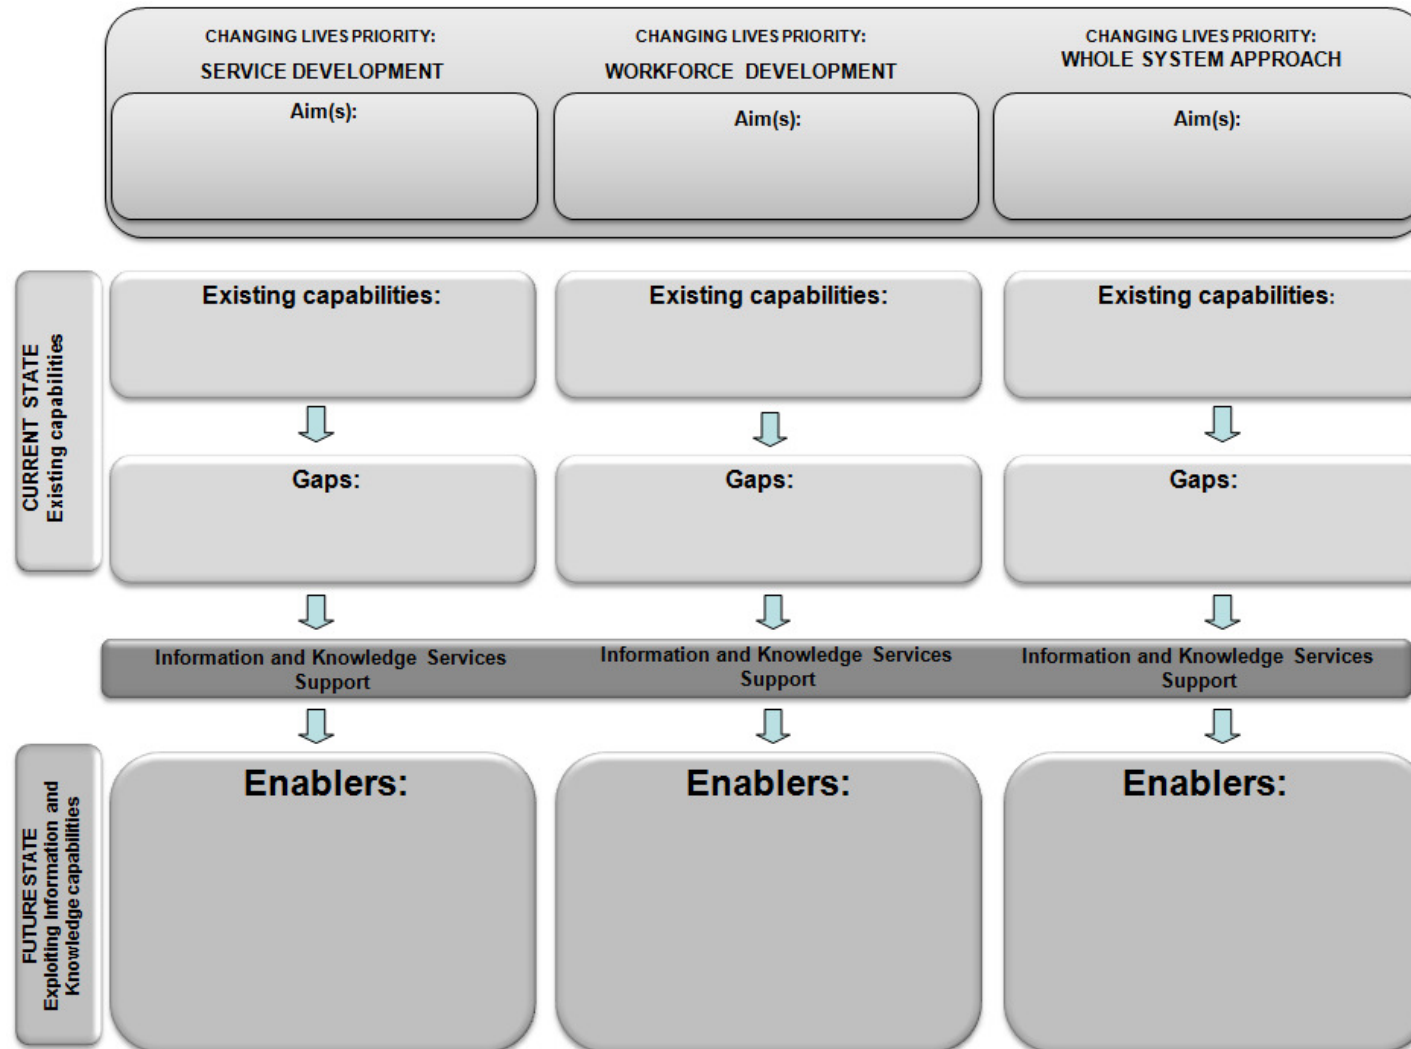 CHANGING LIVES PRIORITY:
SERVICE DEVELOPMENT
Aim(s):
CHANGING LIVES PRIORITY:
WORKFORCE DEVELOPMENT
Aim(s):
CHANGING LIVES PRIORITY:
WHOLE SYSTEM APPROACH
Aim(s):
CURRENT STATE
Existing capabilities
Existing capabilities:
Existing capabilities:
Existing capabilities:
Gaps:
Gaps:
Gaps:
Information and Knowledge Services
Support
Information and Knowledge Services
Support
Information and Knowledge Services
Support
FUTURE STATE
Exploiting Information and
Knowledge capabilities
Enablers:
Enablers:
Enablers: